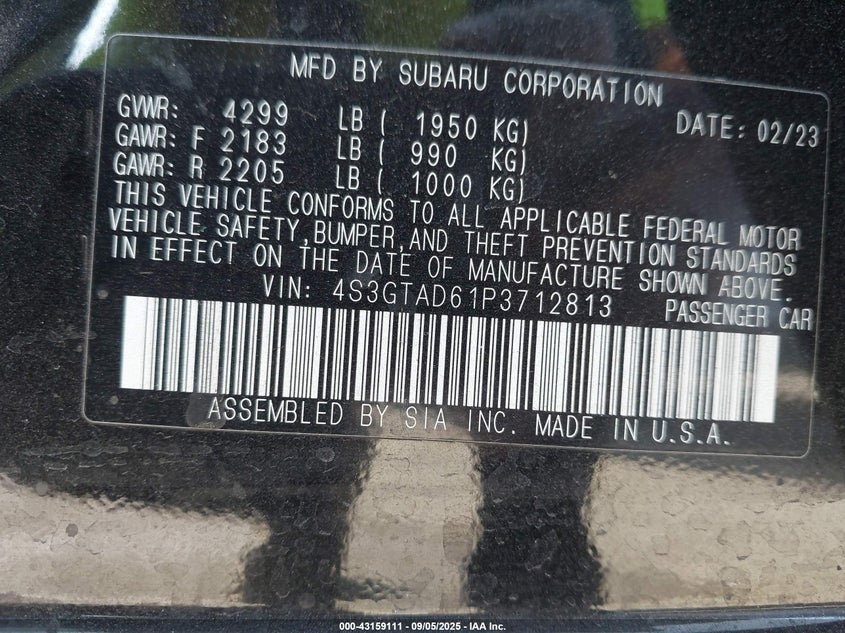 MFD BY SUBARU CORPORATION
GVWR: 4299 LB ( 1950 KG) DATE: 02/23
GAWR: F 2183 LB ( 990 KG)
GAWR: R 2205 LB ( 1000 KG)
THIS VEHICLE CONFORMS TO ALL APPLICABLE FEDERAL MOTOR
VEHICLE SAFETY,BUMPER,AND THEFT PREVENTION STANDARDS
IN EFFECT ON THE DATE OF MANUFACTURE SHOWN ABOVE.
VIN: 4S3GTAD61P3712813 PASSENGER CAR
ASSEMBLED BY SIA INC. MADE IN U.S.A.
000-43159111 - 09/05/2025 - IAA Inc.